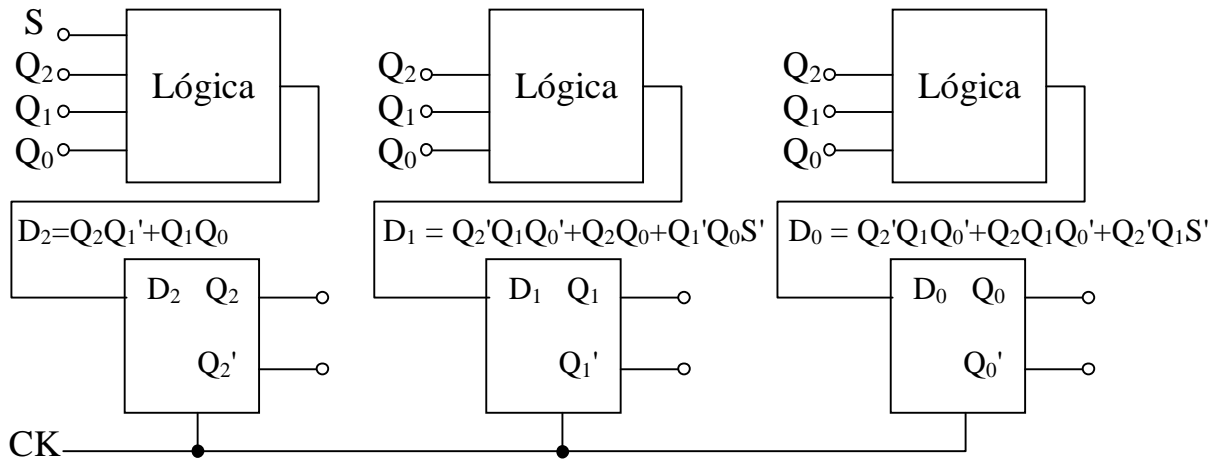 S
Q₂
Q₁
Q₀
Lógica
Q₂
Q₁
Q₀
Lógica
Q₂
Q₁
Q₀
Lógica
D₂=Q₂Q₁'+Q₁Q₀
D₁ = Q₂'Q₁Q₀'+Q₂Q₀+Q₁'Q₀S'
D₀ = Q₂'Q₁Q₀'+Q₂Q₁Q₀'+Q₂'Q₁S'
D₂ Q₂
Q₂'
D₁ Q₁
Q₁'
D₀ Q₀
Q₀'
CK